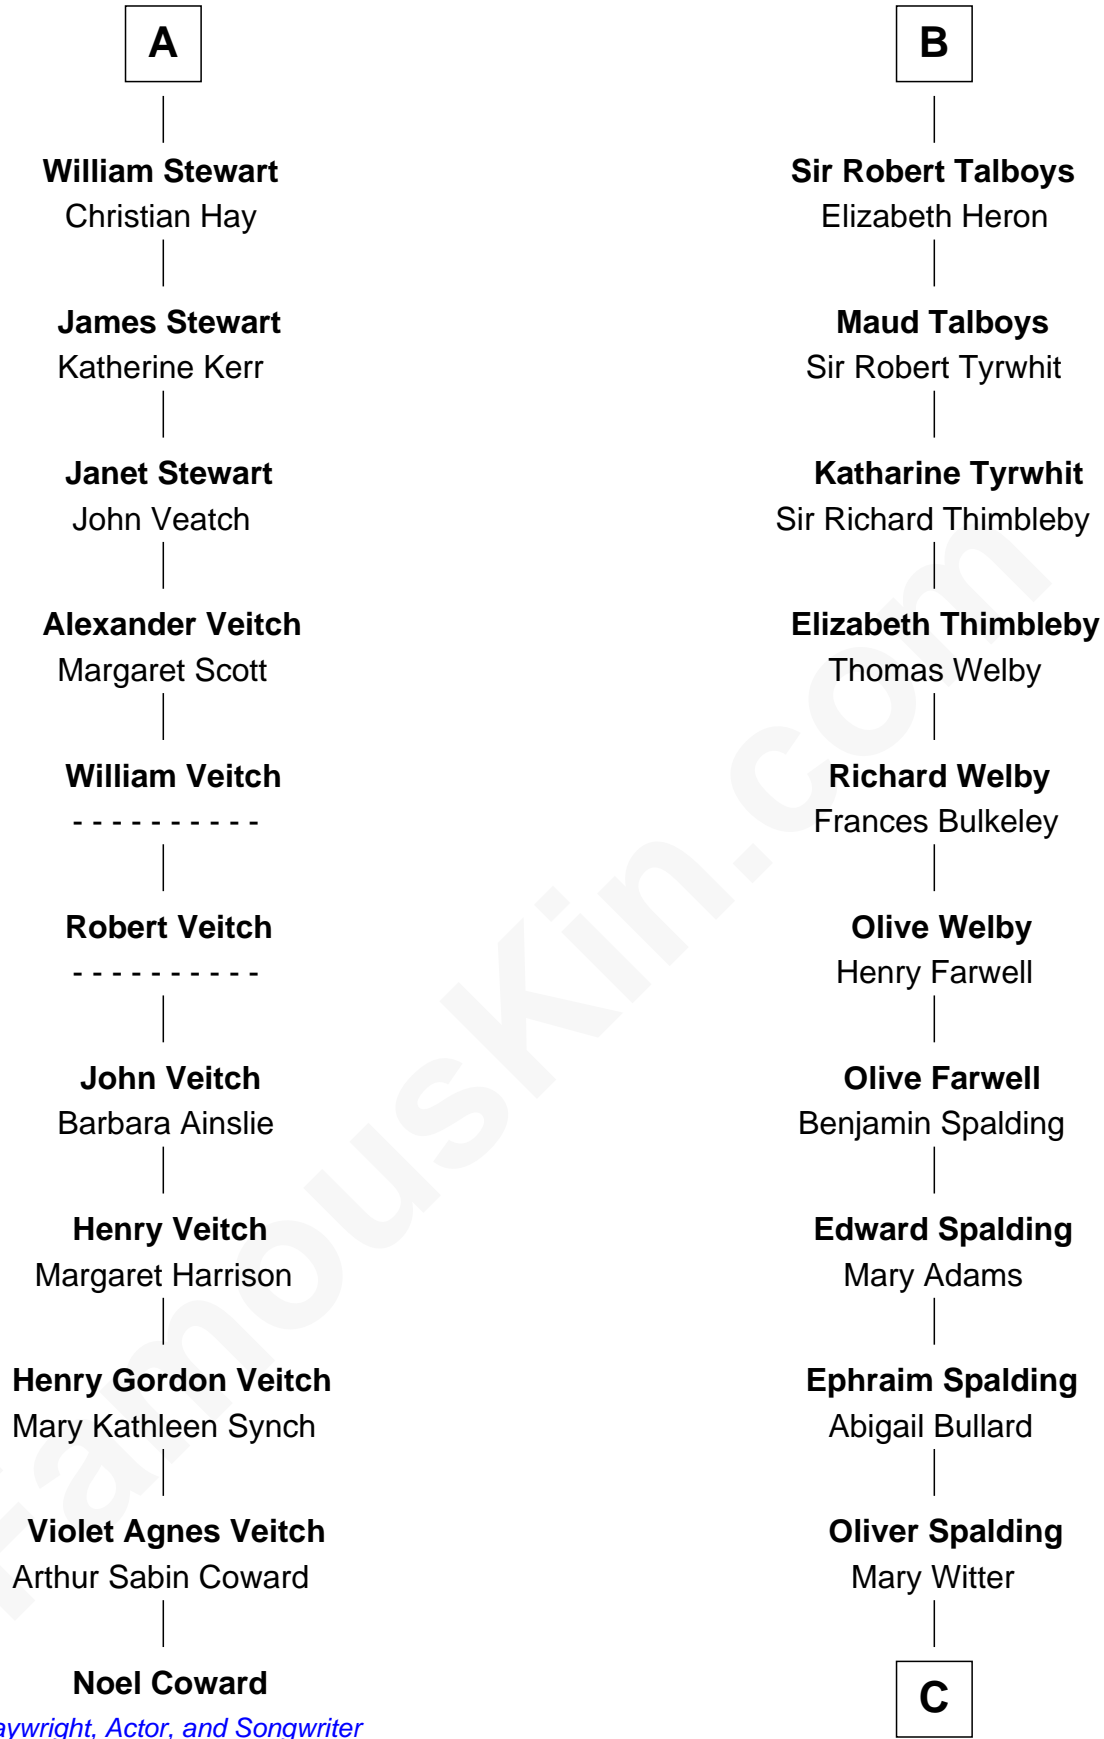 A
William Stewart
Christian Hay
James Stewart
Katherine Kerr
Janet Stewart
John Veatch
Alexander Veitch
Margaret Scott
William Veitch
- - - - - - - - - -
Robert Veitch
- - - - - - - - - -
John Veitch
Barbara Ainslie
Henry Veitch
Margaret Harrison
Henry Gordon Veitch
Mary Kathleen Synch
Violet Agnes Veitch
Arthur Sabin Coward
Noel Coward
aywright, Actor, and Songwriter
B
Sir Robert Talboys
Elizabeth Heron
Maud Talboys
Sir Robert Tyrwhit
Katharine Tyrwhit
Sir Richard Thimbleby
Elizabeth Thimbleby
Thomas Welby
Richard Welby
Frances Bulkeley
Olive Welby
Henry Farwell
Olive Farwell
Benjamin Spalding
Edward Spalding
Mary Adams
Ephraim Spalding
Abigail Bullard
Oliver Spalding
Mary Witter
C
FamousKin.com